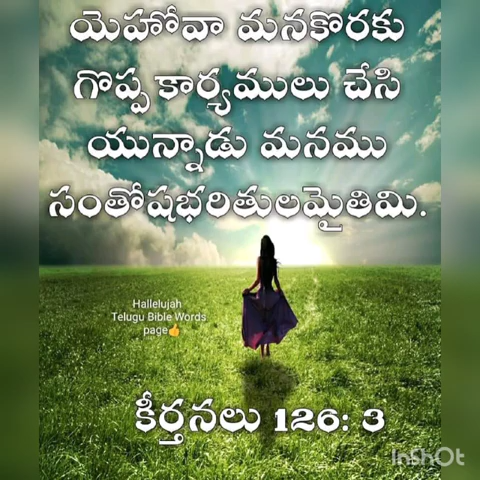 యెహోవా మనకొరకు
గొప్ప కార్యములు చేసి
యున్నాడు మనము
సంతోషభరితులమైతిమి.
Hallelujah
Telugu Bible Words
page👍
కీర్తనలు 126: 3
InShOt